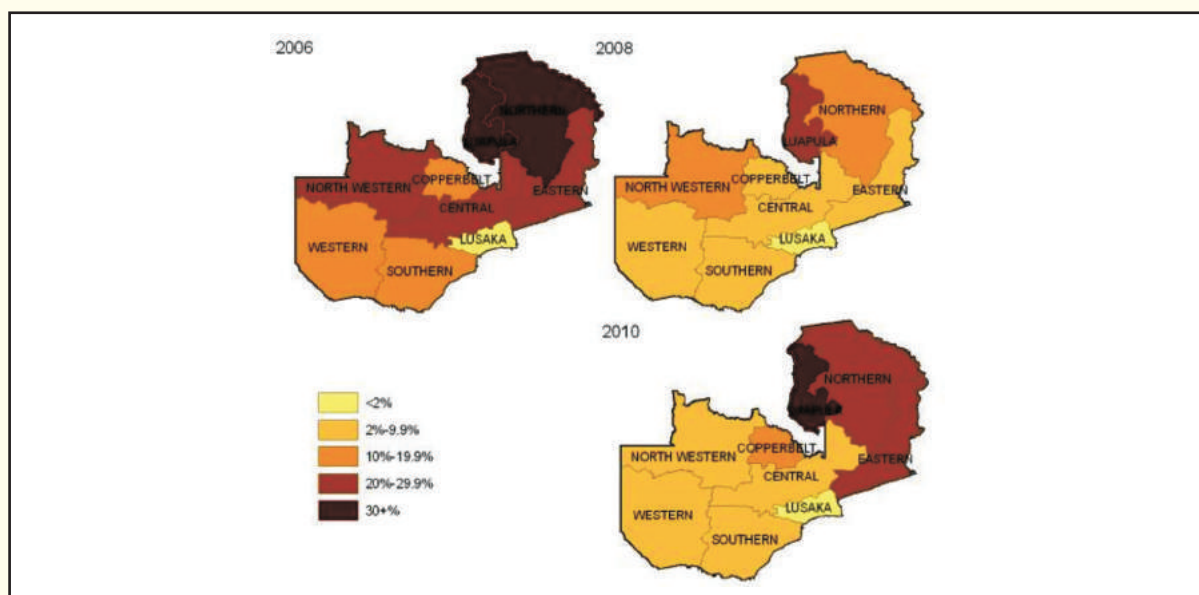 2006
NORTHERN
LUAPULA
NORTH WESTERN
COPPERBELT
EASTERN
CENTRAL
WESTERN
LUSAKA
SOUTHERN
2008
NORTHERN
LUAPULA
COPPERBELT
NORTH WESTERN
EASTERN
CENTRAL
LUSAKA
WESTERN
SOUTHERN
2010
NORTHERN
LUAPULA
COPPERBELT
NORTH WESTERN
EASTERN
CENTRAL
LUSAKA
WESTERN
SOUTHERN
<2%
2%-9.9%
10%-19.9%
20%-29.9%
30+%